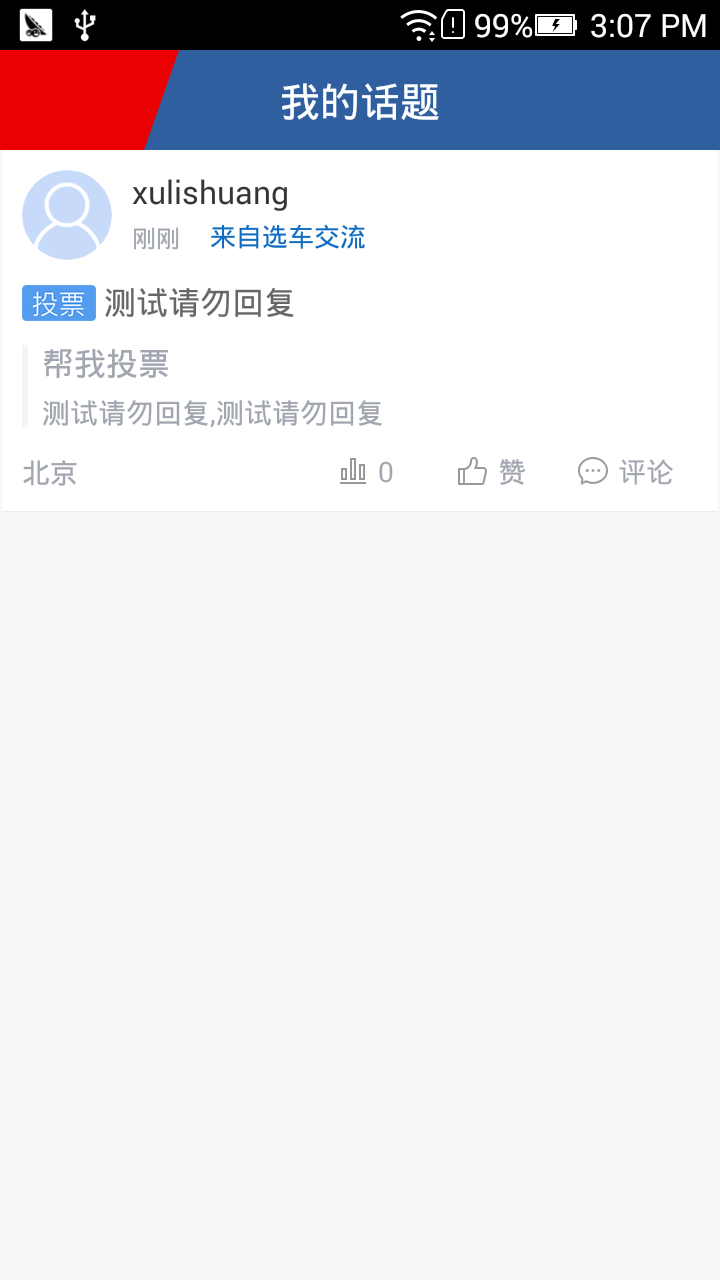 99% 3:07 PM
我的话题
xulishuang
刚刚 来自选车交流
投票 测试请勿回复
帮我投票
测试请勿回复,测试请勿回复
北京 0 赞 评论